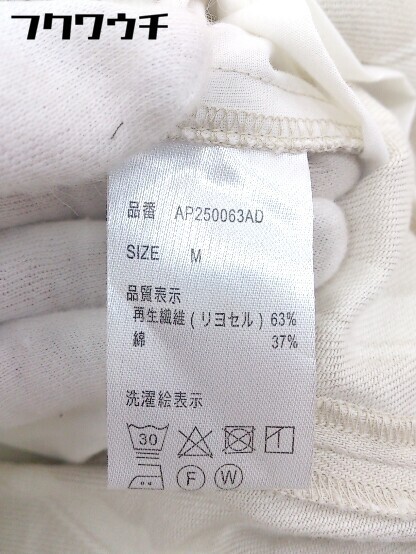 フクワウチ
品番 AP250063AD
SIZE M
品質表示
再生繊維 ( リヨセル ) 63%
綿 37%
洗濯絵表示
30
F W